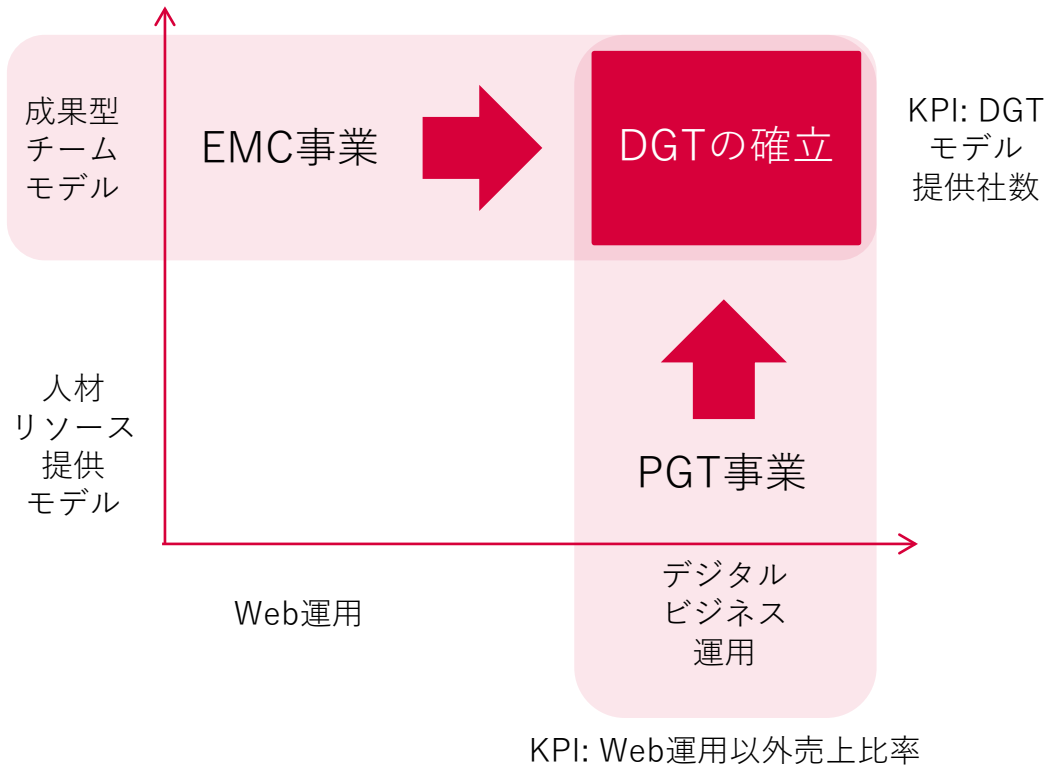 成果型
チーム
モデル
EMC事業
DGTの確立
KPI: DGT
モデル
提供社数
人材
リソース
提供
モデル
PGT事業
Web運用
デジタル
ビジネス
運用
KPI: Web運用以外売上比率